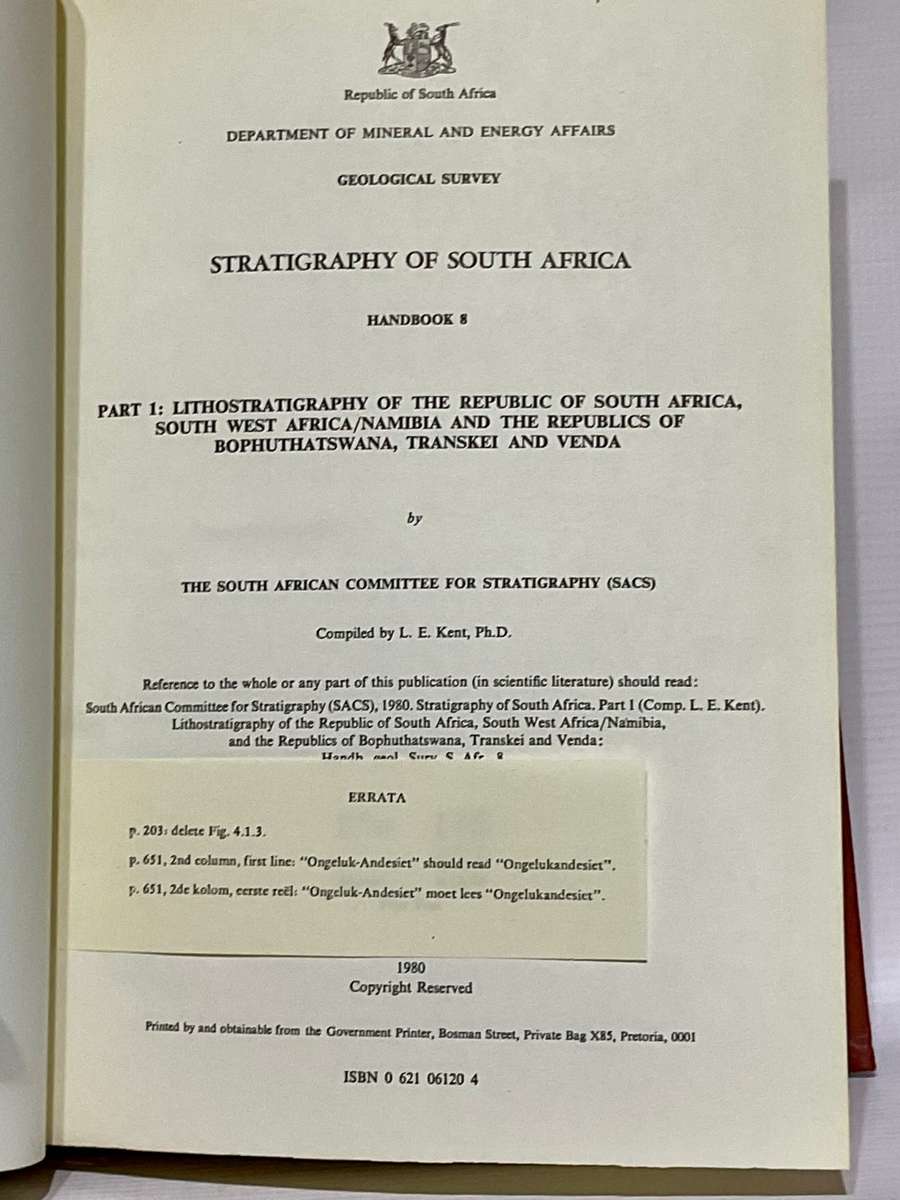 Republic of South Africa
DEPARTMENT OF MINERAL AND ENERGY AFFAIRS
GEOLOGICAL SURVEY
STRATIGRAPHY OF SOUTH AFRICA
HANDBOOK 8
PART 1: LITHOSTRATIGRAPHY OF THE REPUBLIC OF SOUTH AFRICA,
SOUTH WEST AFRICA/NAMIBIA AND THE REPUBLICS OF
BOPHUTHATSWANA, TRANSKEI AND VENDA
by
THE SOUTH AFRICAN COMMITTEE FOR STRATIGRAPHY (SACS)
Compiled by L. E. Kent, Ph.D.
Reference to the whole or any part of this publication (in scientific literature) should read:
South African Committee for Stratigraphy (SACS), 1980. Stratigraphy of South Africa. Part 1 (Comp. L. E. Kent).
Lithostratigraphy of the Republic of South Africa, South West Africa/Namibia,
and the Republics of Bophuthatswana, Transkei and Venda:
Handb. geol. Surv. S. Afr. 8
ERRATA
p. 203: delete Fig. 4.1.3.
p. 651, 2nd column, first line: "Ongeluk-Andesiet" should read "Ongelukandesiet".
p. 651, 2de kolom, eerste reël: "Ongeluk-Andesiet" moet lees "Ongelukandesiet".
1980
Copyright Reserved
Printed by and obtainable from the Government Printer, Bosman Street, Private Bag X85, Pretoria, 0001
ISBN 0 621 06120 4